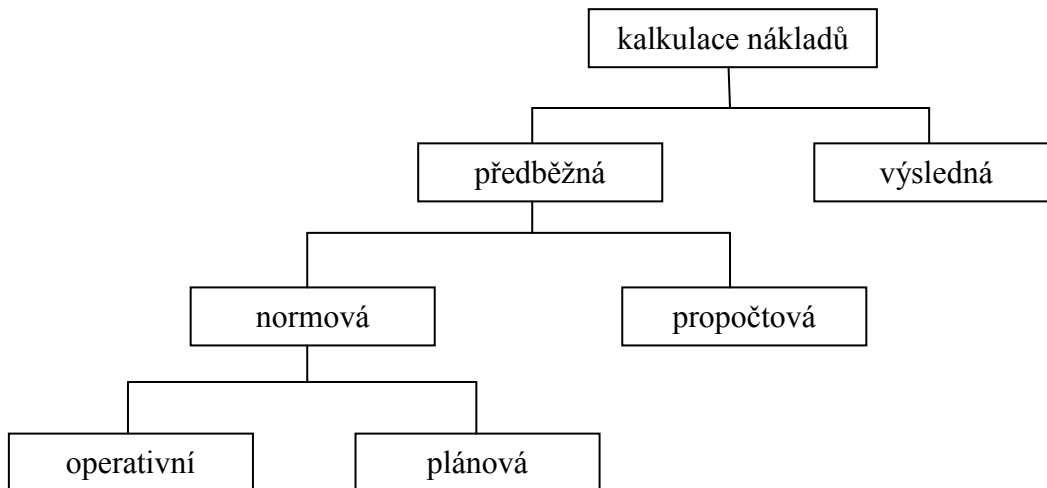 kalkulace nákladů
předběžná
výsledná
normová
propočtová
operativní
plánová